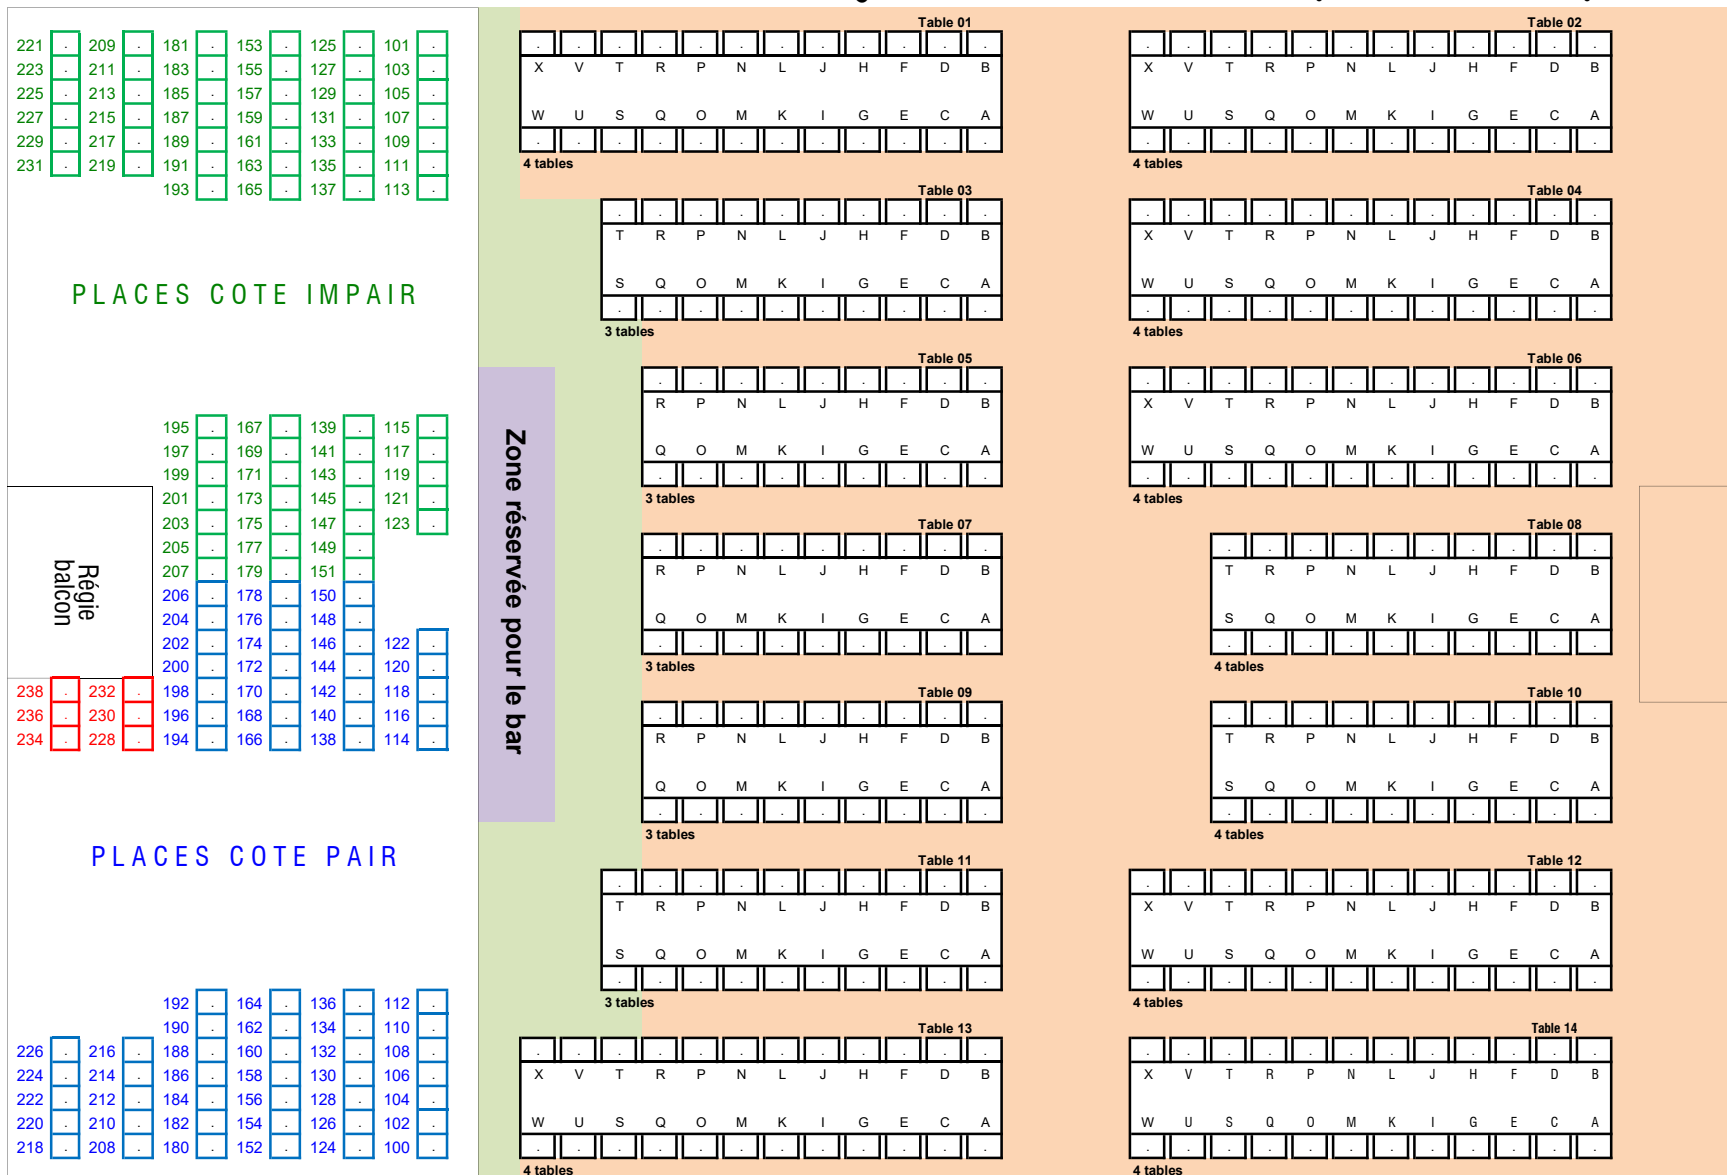 221 209 181 153 125 101
223 211 183 155 127 103
225 213 185 157 129 105
227 215 187 159 131 107
229 217 189 161 133 109
231 219 191 163 135 111
193 165 137 113
PLACES COTE IMPAIR
195 167 139 115
197 169 141 117
199 171 143 119
201 173 145 121
203 175 147 123
205 177 149
207 179 151
206 178 150
204 176 148
202 174 146 122
200 172 144 120
238 232 198 170 142 118
236 230 196 168 140 116
234 228 194 166 138 114
Régie
balcon
PLACES COTE PAIR
192 164 136 112
190 162 134 110
226 216 188 160 132 108
224 214 186 158 130 106
222 212 184 156 128 104
220 210 182 154 126 102
218 208 180 152 124 100
Zone réservée pour le bar
Table 01
X V T R P N L J H F D B
W U S Q O M K I G E C A
4 tables
Table 02
X V T R P N L J H F D B
W U S Q O M K I G E C A
4 tables
Table 03
T R P N L J H F D B
S Q O M K I G E C A
3 tables
Table 04
X V T R P N L J H F D B
W U S Q O M K I G E C A
4 tables
Table 05
R P N L J H F D B
Q O M K I G E C A
3 tables
Table 06
X V T R P N L J H F D B
W U S Q O M K I G E C A
4 tables
Table 07
R P N L J H F D B
Q O M K I G E C A
3 tables
Table 08
T R P N L J H F D B
S Q O M K I G E C A
4 tables
Table 09
R P N L J H F D B
Q O M K I G E C A
3 tables
Table 10
T R P N L J H F D B
S Q O M K I G E C A
4 tables
Table 11
T R P N L J H F D B
S Q O M K I G E C A
3 tables
Table 12
X V T R P N L J H F D B
W U S Q O M K I G E C A
4 tables
Table 13
X V T R P N L J H F D B
W U S Q O M K I G E C A
4 tables
Table 14
X V T R P N L J H F D B
W U S Q O M K I G E C A
4 tables